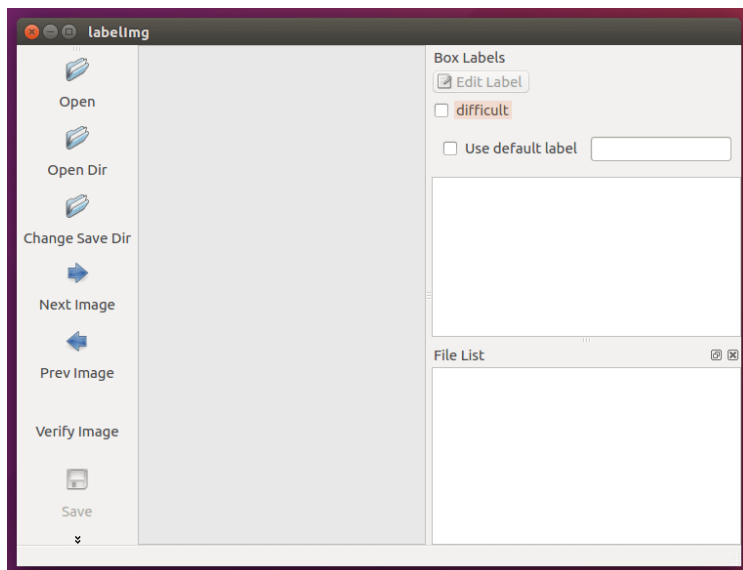 labelImg
Open
Open Dir
Change Save Dir
Next Image
Prev Image
Verify Image
Save
Box Labels
Edit Label
difficult
Use default label
File List